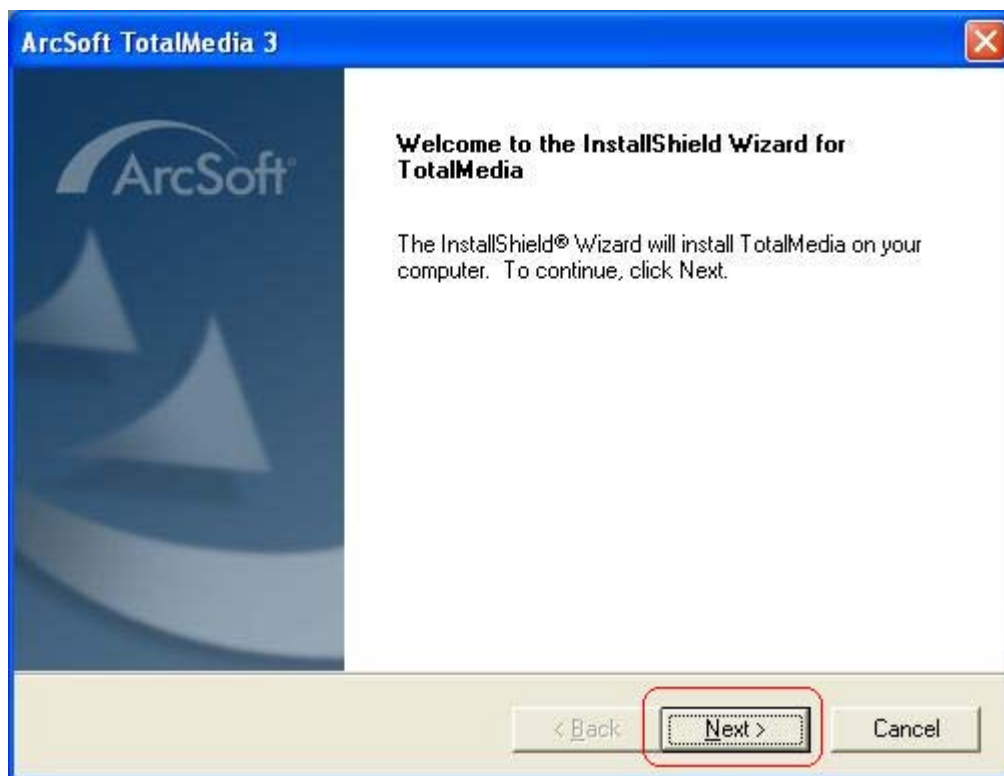 ArcSoft TotalMedia 3
ArcSoft
Welcome to the InstallShield Wizard for
TotalMedia
The InstallShield® Wizard will install TotalMedia on your
computer. To continue, click Next.
< Back
Next >
Cancel